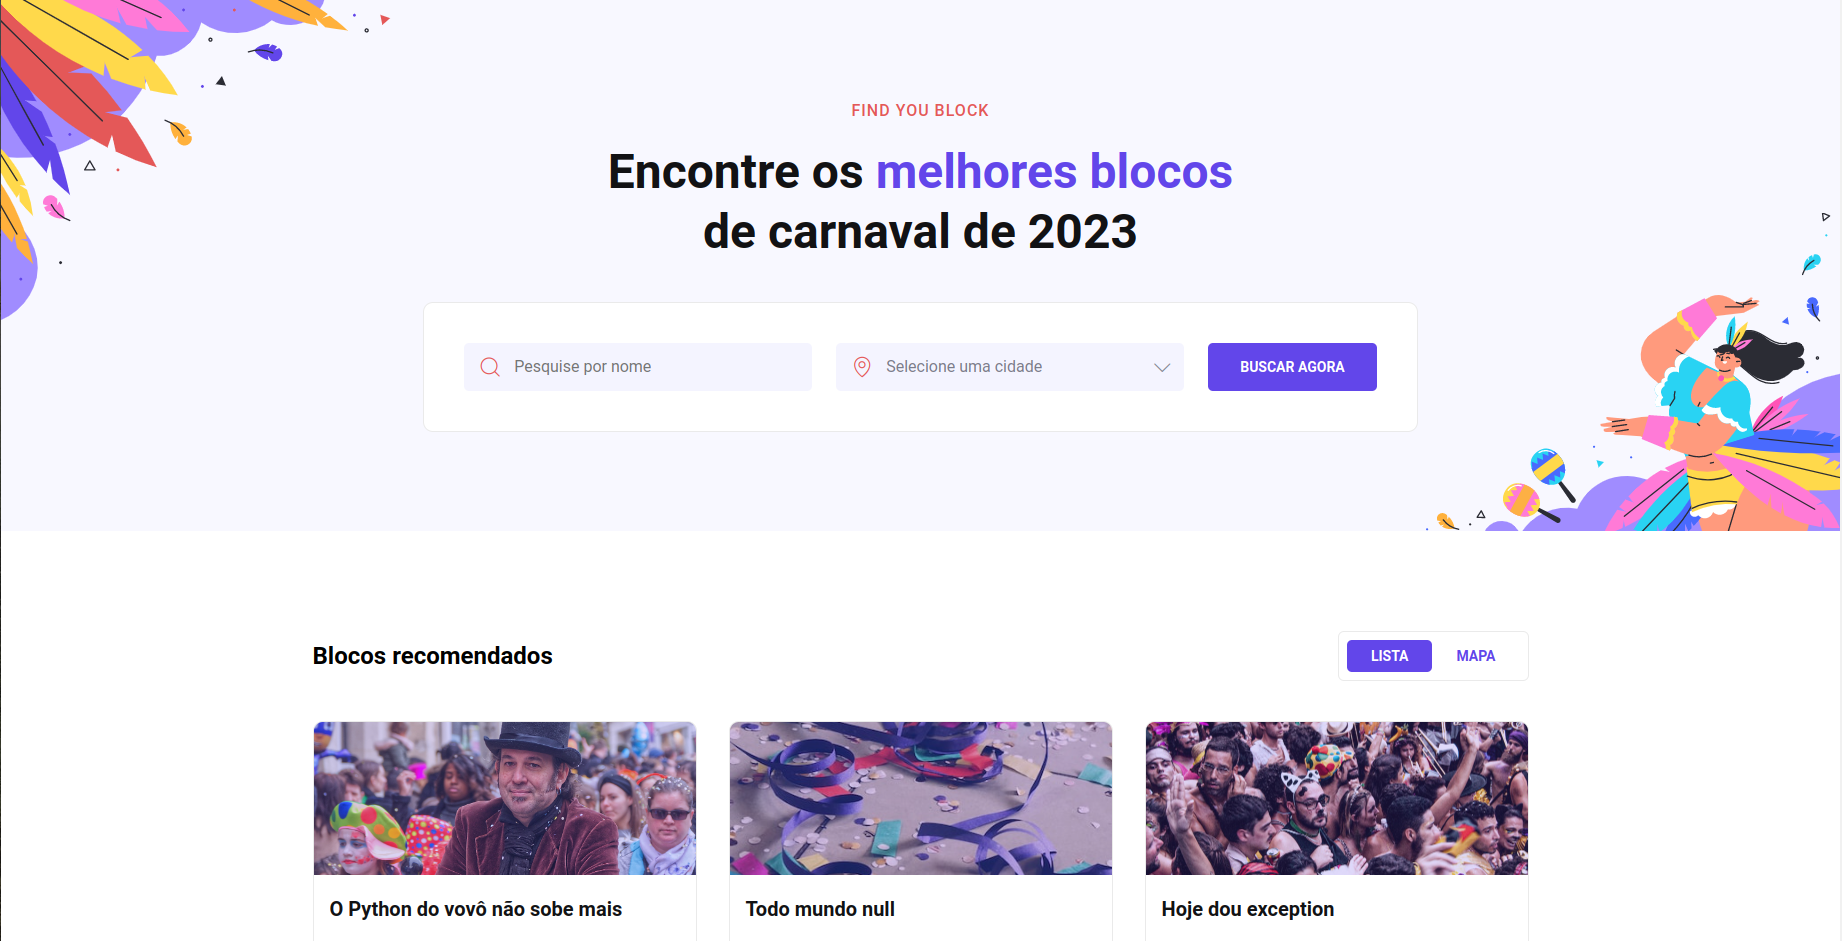 FIND YOU BLOCK
Encontre os melhores blocos
de carnaval de 2023
Pesquise por nome
Selecione uma cidade
BUSCAR AGORA
Blocos recomendados
LISTA
MAPA
O Python do vovô não sobe mais
Todo mundo null
Hoje dou exception